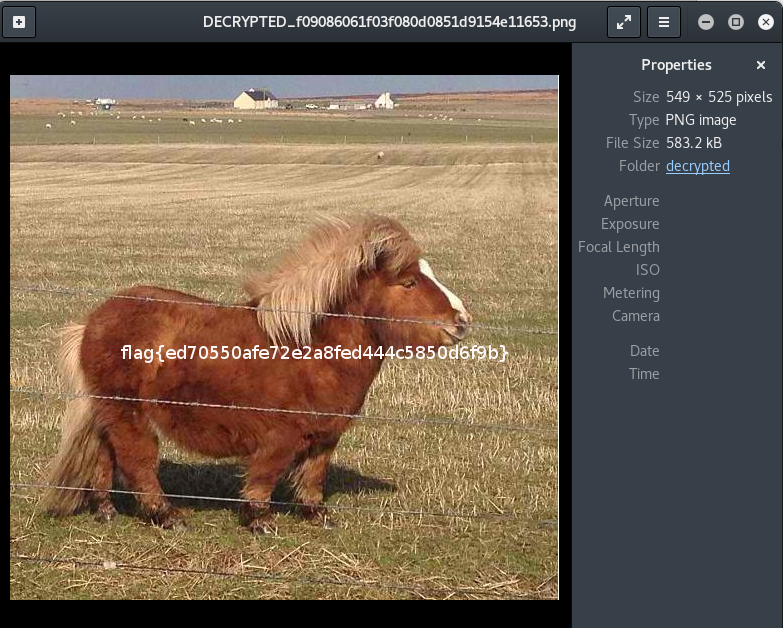 DECRYPTED_f09086061f03f080d0851d9154e11653.png
Properties
Size 549 × 525 pixels
Type PNG image
File Size 583.2 kB
Folder decrypted
Aperture
Exposure
Focal Length
ISO
Metering
Camera
Date
Time
flag{ed70550afe72e2a8fed444c5850d6f9b}